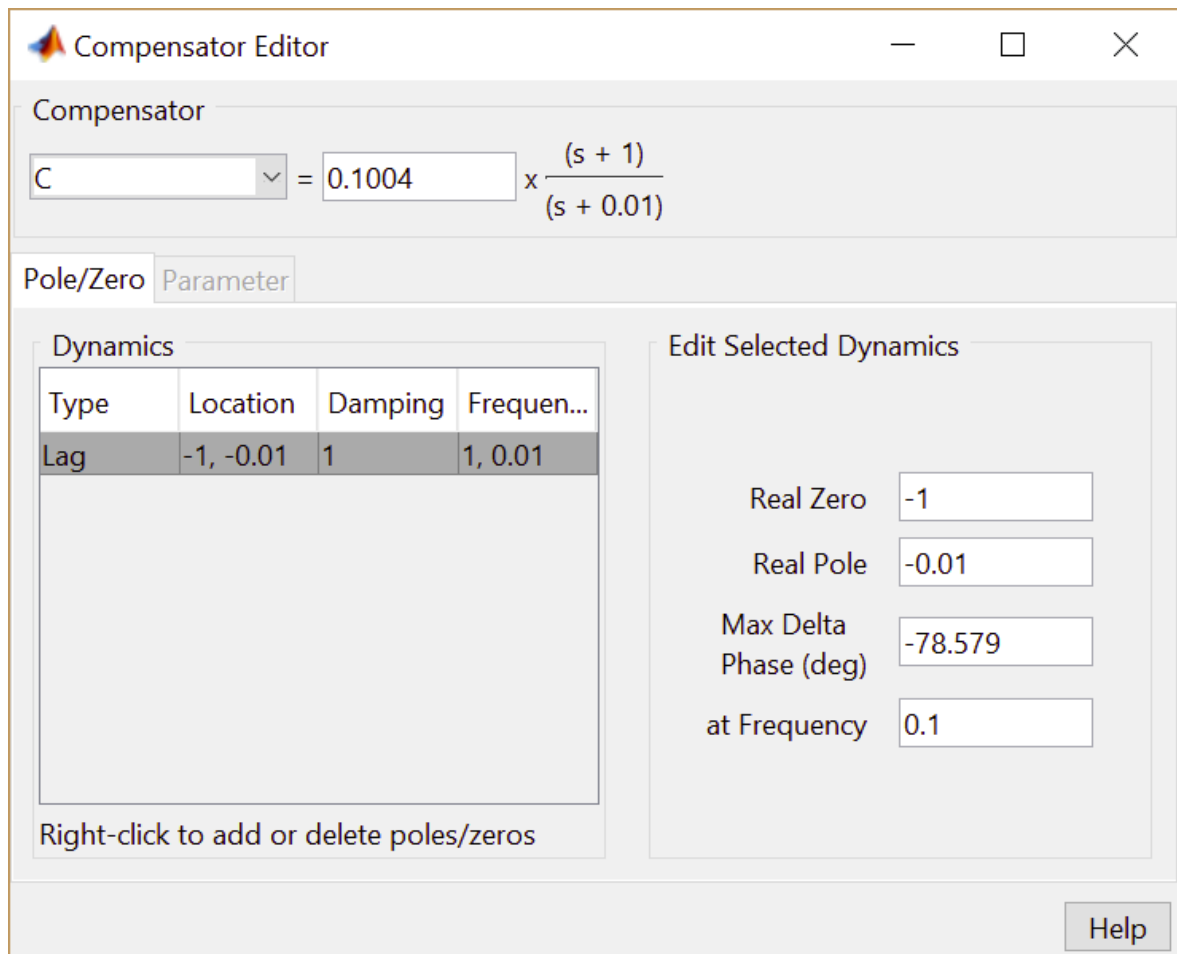 Compensator Editor
Compensator
C = 0.1004 x (s + 1)
(s + 0.01)
Pole/Zero Parameter
Dynamics
Type Location Damping Frequen...
Lag -1, -0.01 1 1, 0.01
Right-click to add or delete poles/zeros
Edit Selected Dynamics
Real Zero -1
Real Pole -0.01
Max Delta
Phase (deg) -78.579
at Frequency 0.1
Help